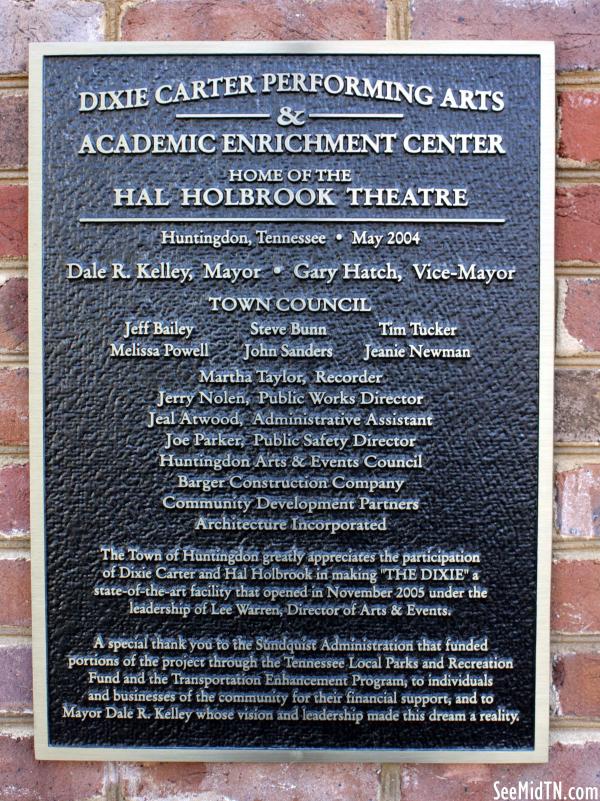 DIXIE CARTER PERFORMING ARTS
&
ACADEMIC ENRICHMENT CENTER
HOME OF THE
HAL HOLBROOK THEATRE
Huntingdon, Tennessee • May 2004
Dale R. Kelley, Mayor • Gary Hatch, Vice-Mayor
TOWN COUNCIL
Jeff Bailey Steve Bunn Tim Tucker
Melissa Powell John Sanders Jeanie Newman
Martha Taylor, Recorder
Jerry Nolen, Public Works Director
Jeal Atwood, Administrative Assistant
Joe Parker, Public Safety Director
Huntingdon Arts & Events Council
Barger Construction Company
Community Development Partners
Architecture Incorporated
The Town of Huntingdon greatly appreciates the participation
of Dixie Carter and Hal Holbrook in making "THE DIXIE" a
state-of-the-art facility that opened in November 2005 under the
leadership of Lee Warren, Director of Arts & Events.
A special thank you to the Sundquist Administration that funded
portions of the project through the Tennessee Local Parks and Recreation
Fund and the Transportation Enhancement Program, to individuals
and businesses of the community for their financial support, and to
Mayor Dale R. Kelley whose vision and leadership made this dream a reality.
SeeMidTN.com